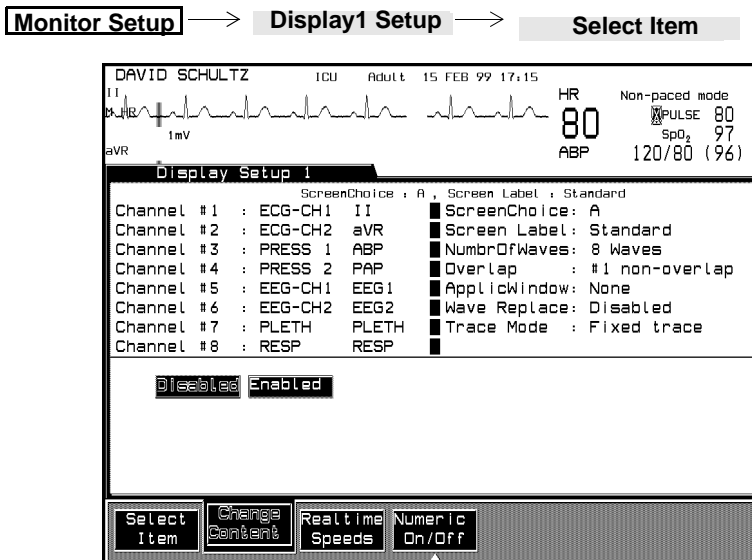 Monitor Setup Display1 Setup Select Item
DAVID SCHULTZ ICU Adult 15 FEB 99 17:15
II HR Non-paced mode
M HR 80 PULSE 80
1mV SpO₂ 97
aVR ABP 120/80 (96)
Display Setup 1
ScreenChoice : A , Screen Label : Standard
Channel #1 : ECG-CH1 II ScreenChoice: A
Channel #2 : ECG-CH2 aVR Screen Label: Standard
Channel #3 : PRESS 1 ABP NumbrOfWaves: 8 Waves
Channel #4 : PRESS 2 PAP Overlap : #1 non-overlap
Channel #5 : EEG-CH1 EEG1 ApplicWindow: None
Channel #6 : EEG-CH2 EEG2 Wave Replace: Disabled
Channel #7 : PLETH PLETH Trace Mode : Fixed trace
Channel #8 : RESP RESP
Disabled Enabled
Select Change Realtime Numeric
Item Content Speeds On/Off